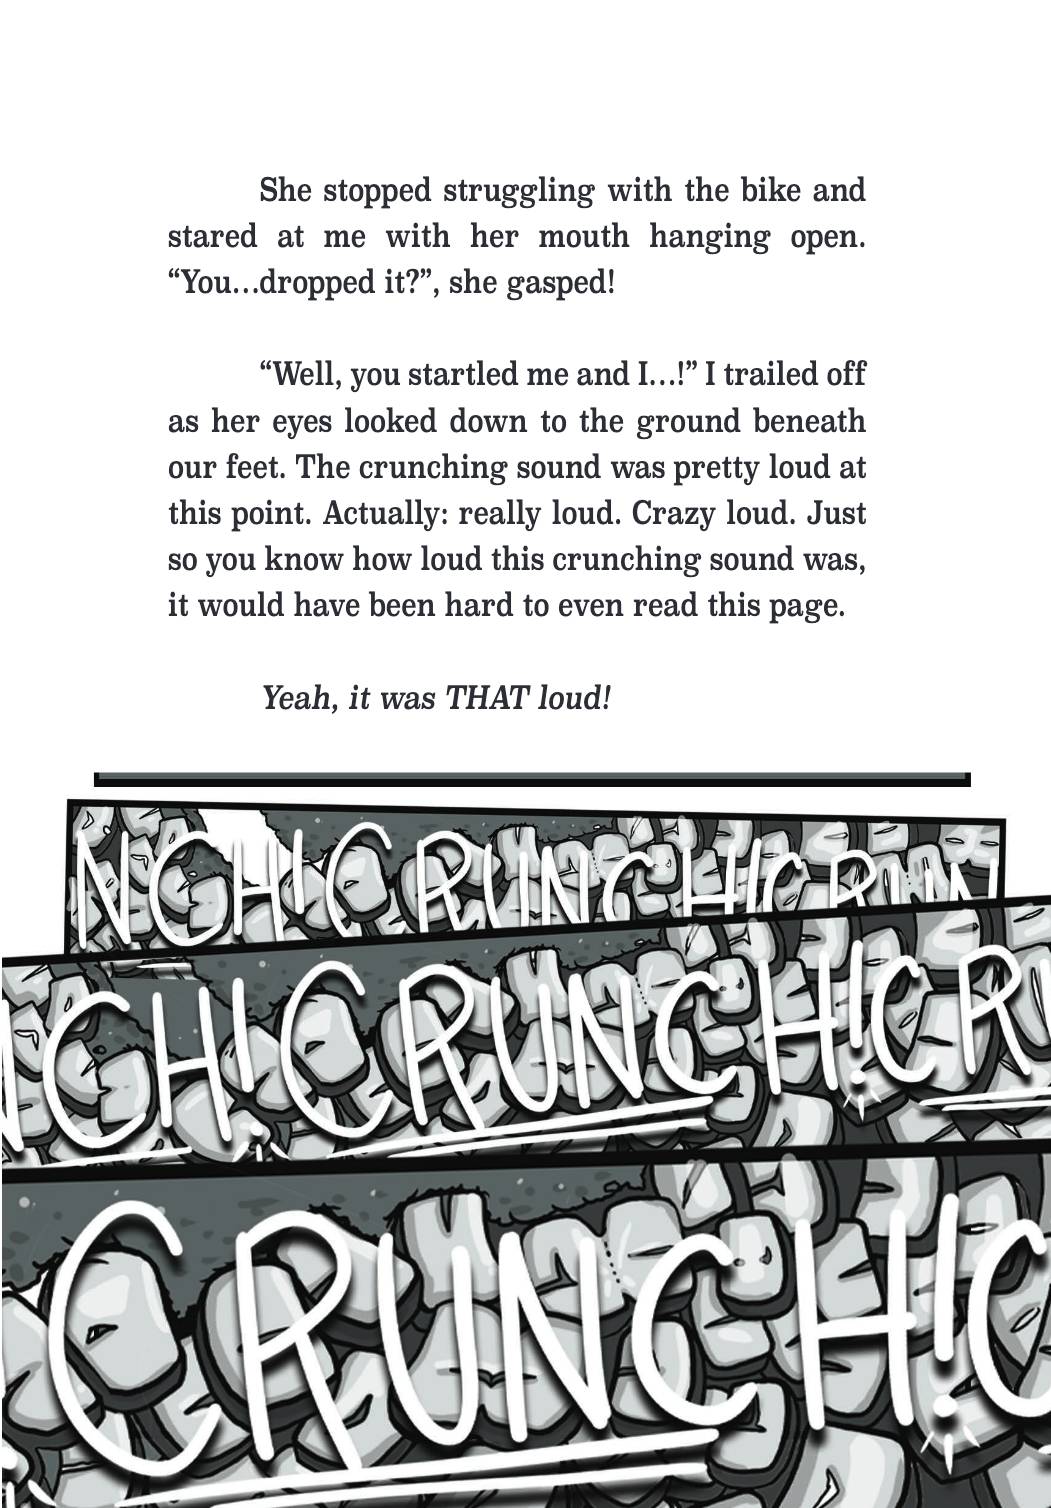 She stopped struggling with the bike and
stared at me with her mouth hanging open.
“You…dropped it?”, she gasped!
“Well, you startled me and I…!” I trailed off
as her eyes looked down to the ground beneath
our feet. The crunching sound was pretty loud at
this point. Actually: really loud. Crazy loud. Just
so you know how loud this crunching sound was,
it would have been hard to even read this page.
Yeah, it was THAT loud!
NCH!CRUNCH!CRUN
NCH!CRUNCH!CRU
CRUNCH!C